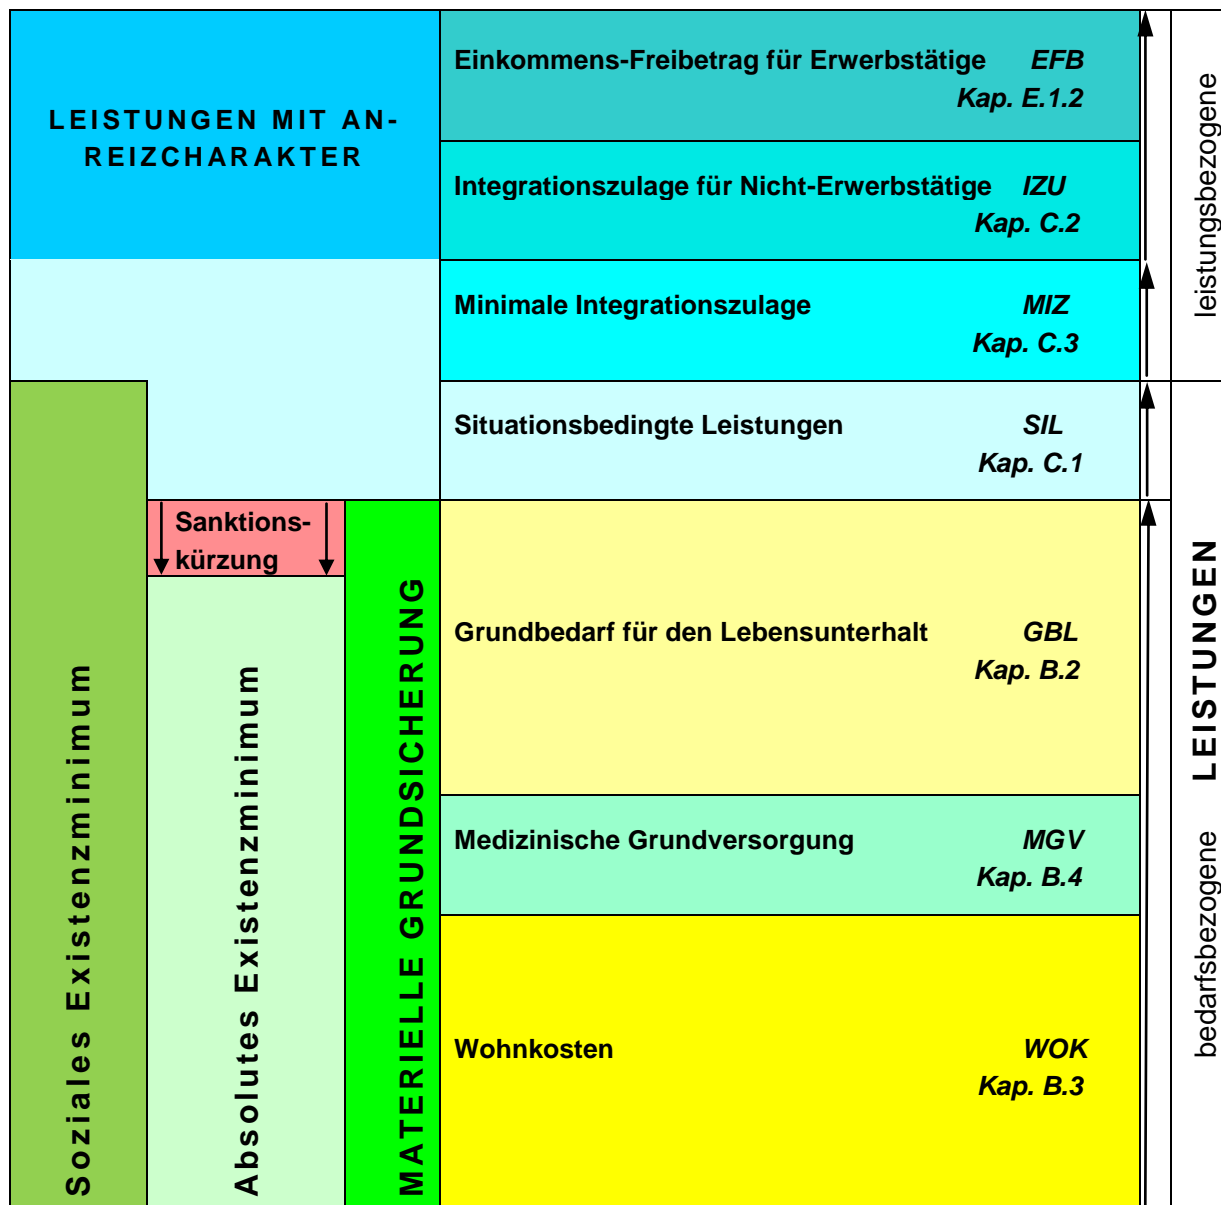 LEISTUNGEN MIT AN-
REIZCHARAKTER
Einkommens-Freibetrag für Erwerbstätige EFB
Kap. E.1.2
Integrationszulage für Nicht-Erwerbstätige IZU
Kap. C.2
Minimale Integrationszulage MIZ
Kap. C.3
Situationsbedingte Leistungen SIL
Kap. C.1
Sanktions-
kürzung
Grundbedarf für den Lebensunterhalt GBL
Kap. B.2
Medizinische Grundversorgung MGV
Kap. B.4
Wohnkosten WOK
Kap. B.3
Soziales Existenzminimum
Absolutes Existenzminimum
MATERIELLE GRUNDSICHERUNG
bedarfsbezogene LEISTUNGEN leistungsbezogene